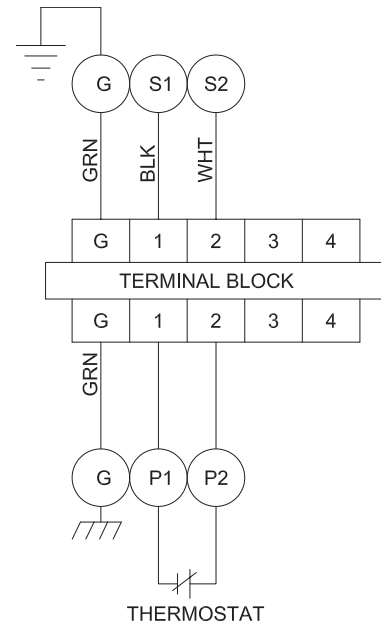 G S1 S2
GRN BLK WHT
G 1 2 3 4
TERMINAL BLOCK
G 1 2 3 4
GRN
G P1 P2
THERMOSTAT